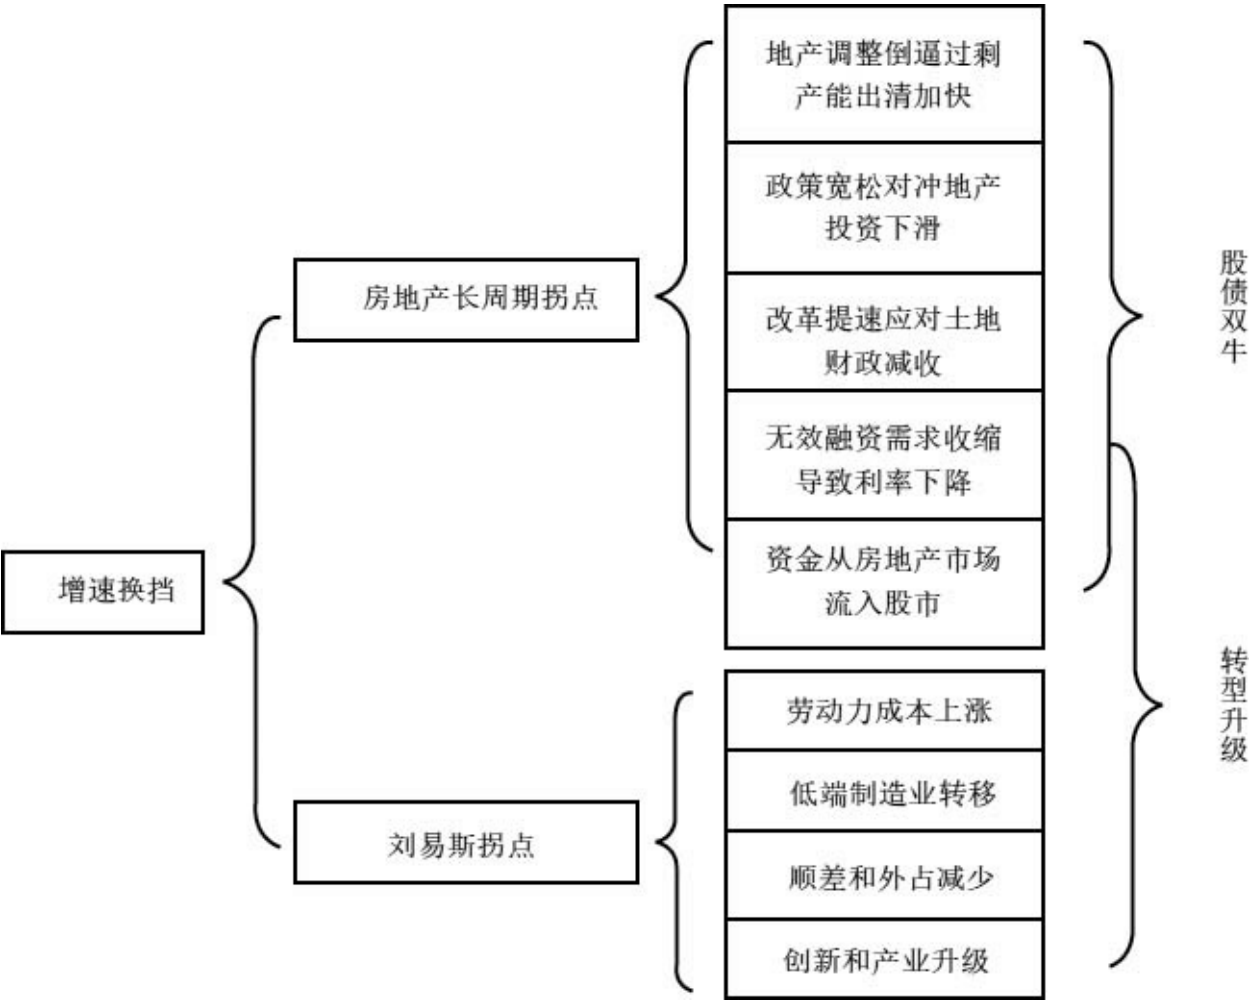 增速换挡
房地产长周期拐点
刘易斯拐点
地产调整倒逼过剩
产能出清加快
政策宽松对冲地产
投资下滑
改革提速应对土地
财政减收
无效融资需求收缩
导致利率下降
资金从房地产市场
流入股市
劳动力成本上涨
低端制造业转移
顺差和外占减少
创新和产业升级
股债双牛
转型升级